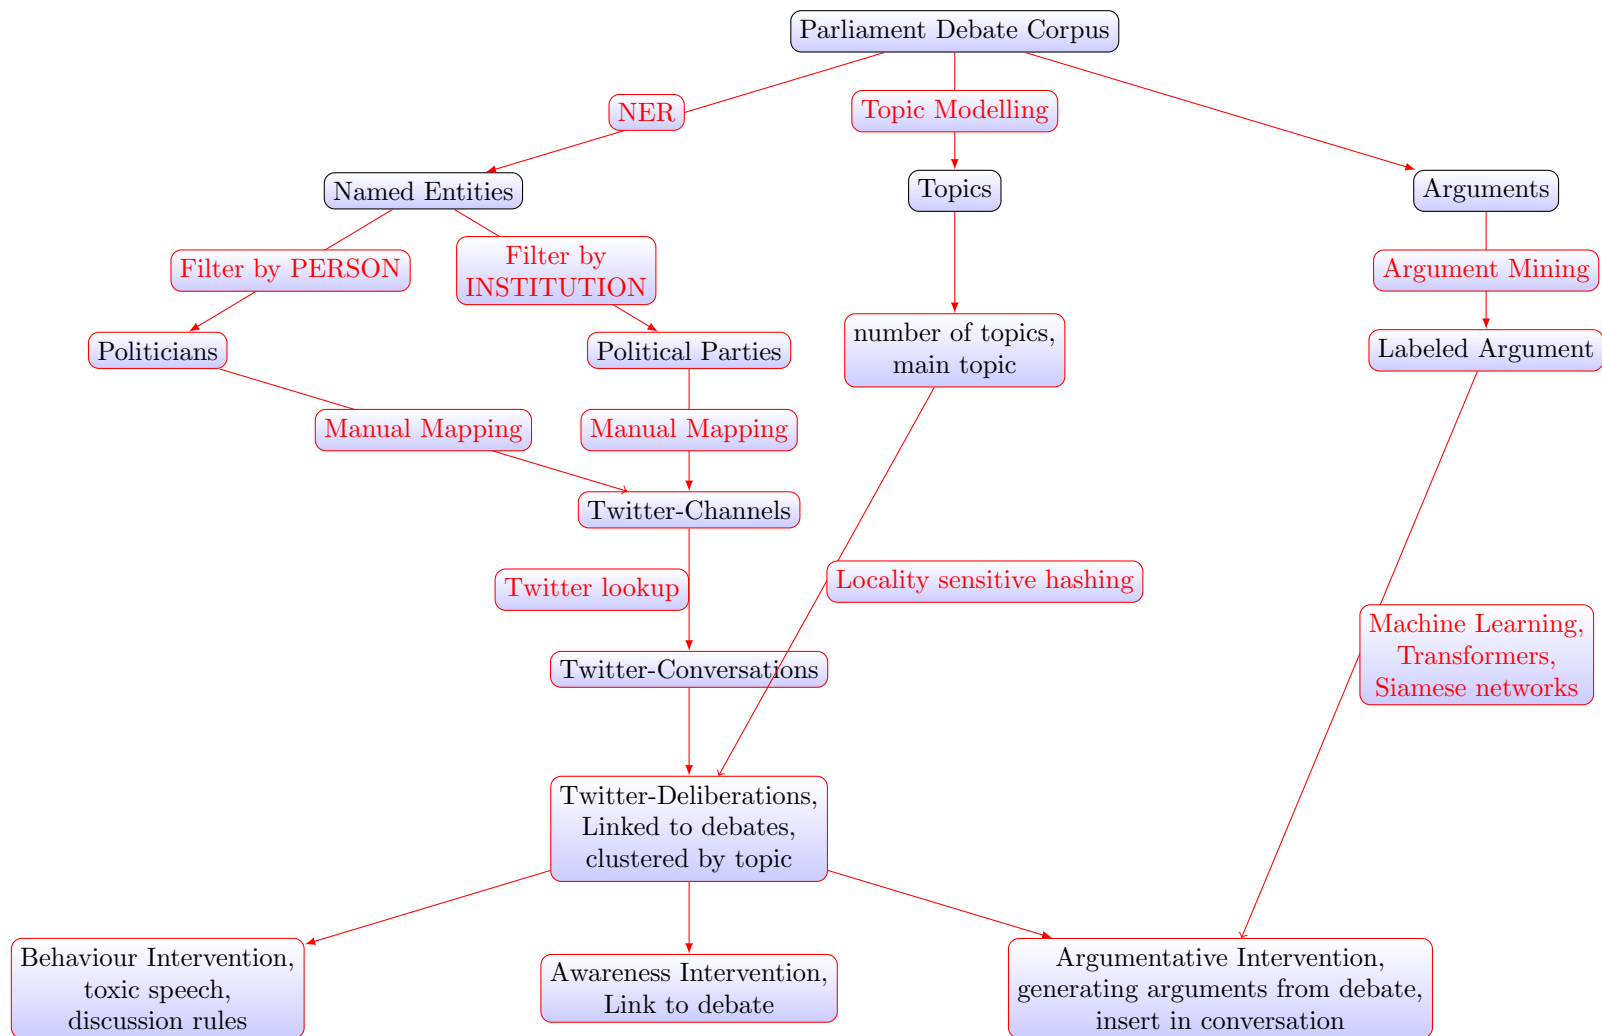 Parliament Debate Corpus
NER
Topic Modelling
Named Entities
Topics
Arguments
Filter by PERSON
Filter by
INSTITUTION
Argument Mining
Politicians
Political Parties
number of topics,
main topic
Labeled Argument
Manual Mapping
Manual Mapping
Twitter-Channels
Twitter lookup
Locality sensitive hashing
Machine Learning,
Transformers,
Siamese networks
Twitter-Conversations
Twitter-Deliberations,
Linked to debates,
clustered by topic
Behaviour Intervention,
toxic speech,
discussion rules
Awareness Intervention,
Link to debate
Argumentative Intervention,
generating arguments from debate,
insert in conversation